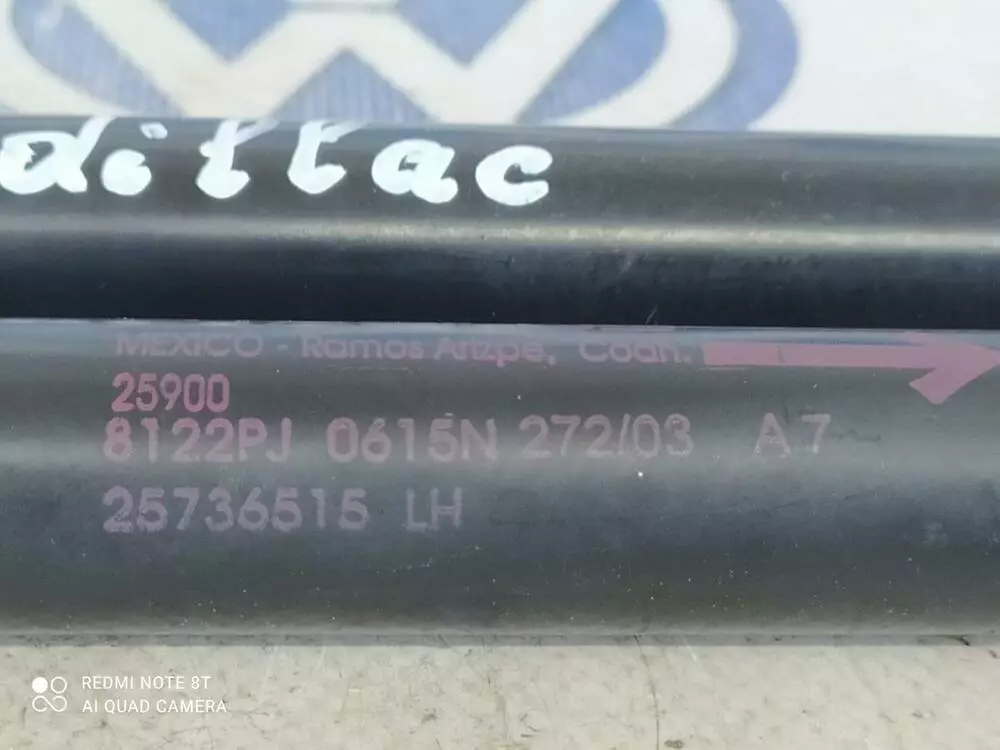 dillac
MEXICO - Ramos Arizpe, Coah.
25900
8122PJ 0615N 272/03 A7
25736515 LH
REDMI NOTE 8T
AI QUAD CAMERA